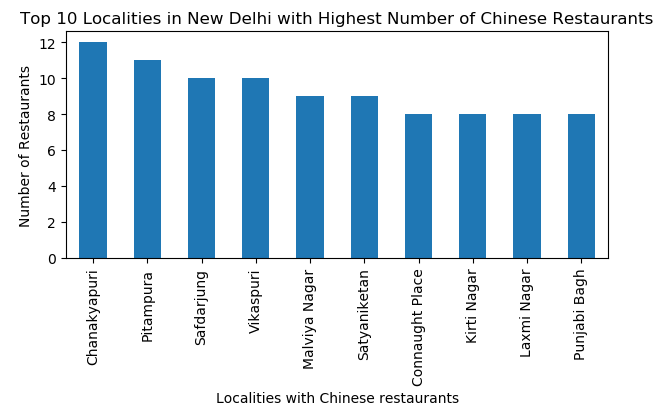 Top 10 Localities in New Delhi with Highest Number of Chinese Restaurants
Number of Restaurants
12
10
8
6
4
2
0
Chanakyapuri
Pitampura
Safdarjung
Vikaspuri
Malviya Nagar
Satyaniketan
Connaught Place
Kirti Nagar
Laxmi Nagar
Punjabi Bagh
Localities with Chinese restaurants